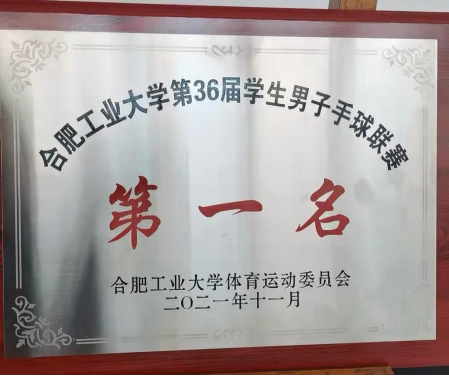 合肥工业大学第36届学生男子手球联赛
第一名
合肥工业大学体育运动委员会
二〇二一年十一月